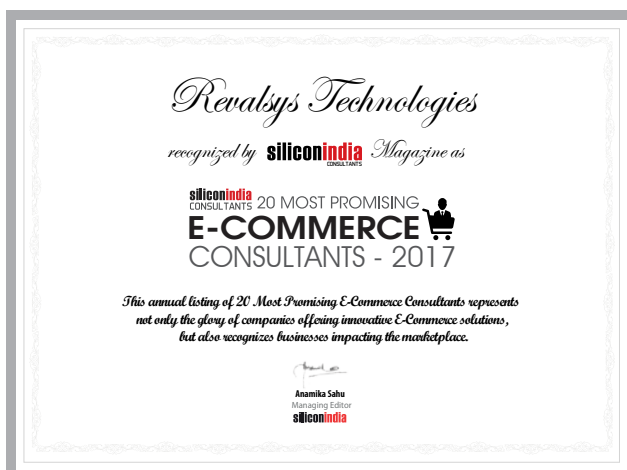 Revalsys Technologies
recognized by siliconindia Magazine as
CONSULTANTS
siliconindia
CONSULTANTS 20 MOST PROMISING
E-COMMERCE
CONSULTANTS - 2017
This annual listing of 20 Most Promising E-Commerce Consultants represents
not only the glory of companies offering innovative E-Commerce solutions,
but also recognizes businesses impacting the marketplace.
Anamika Sahu
Managing Editor
siliconindia